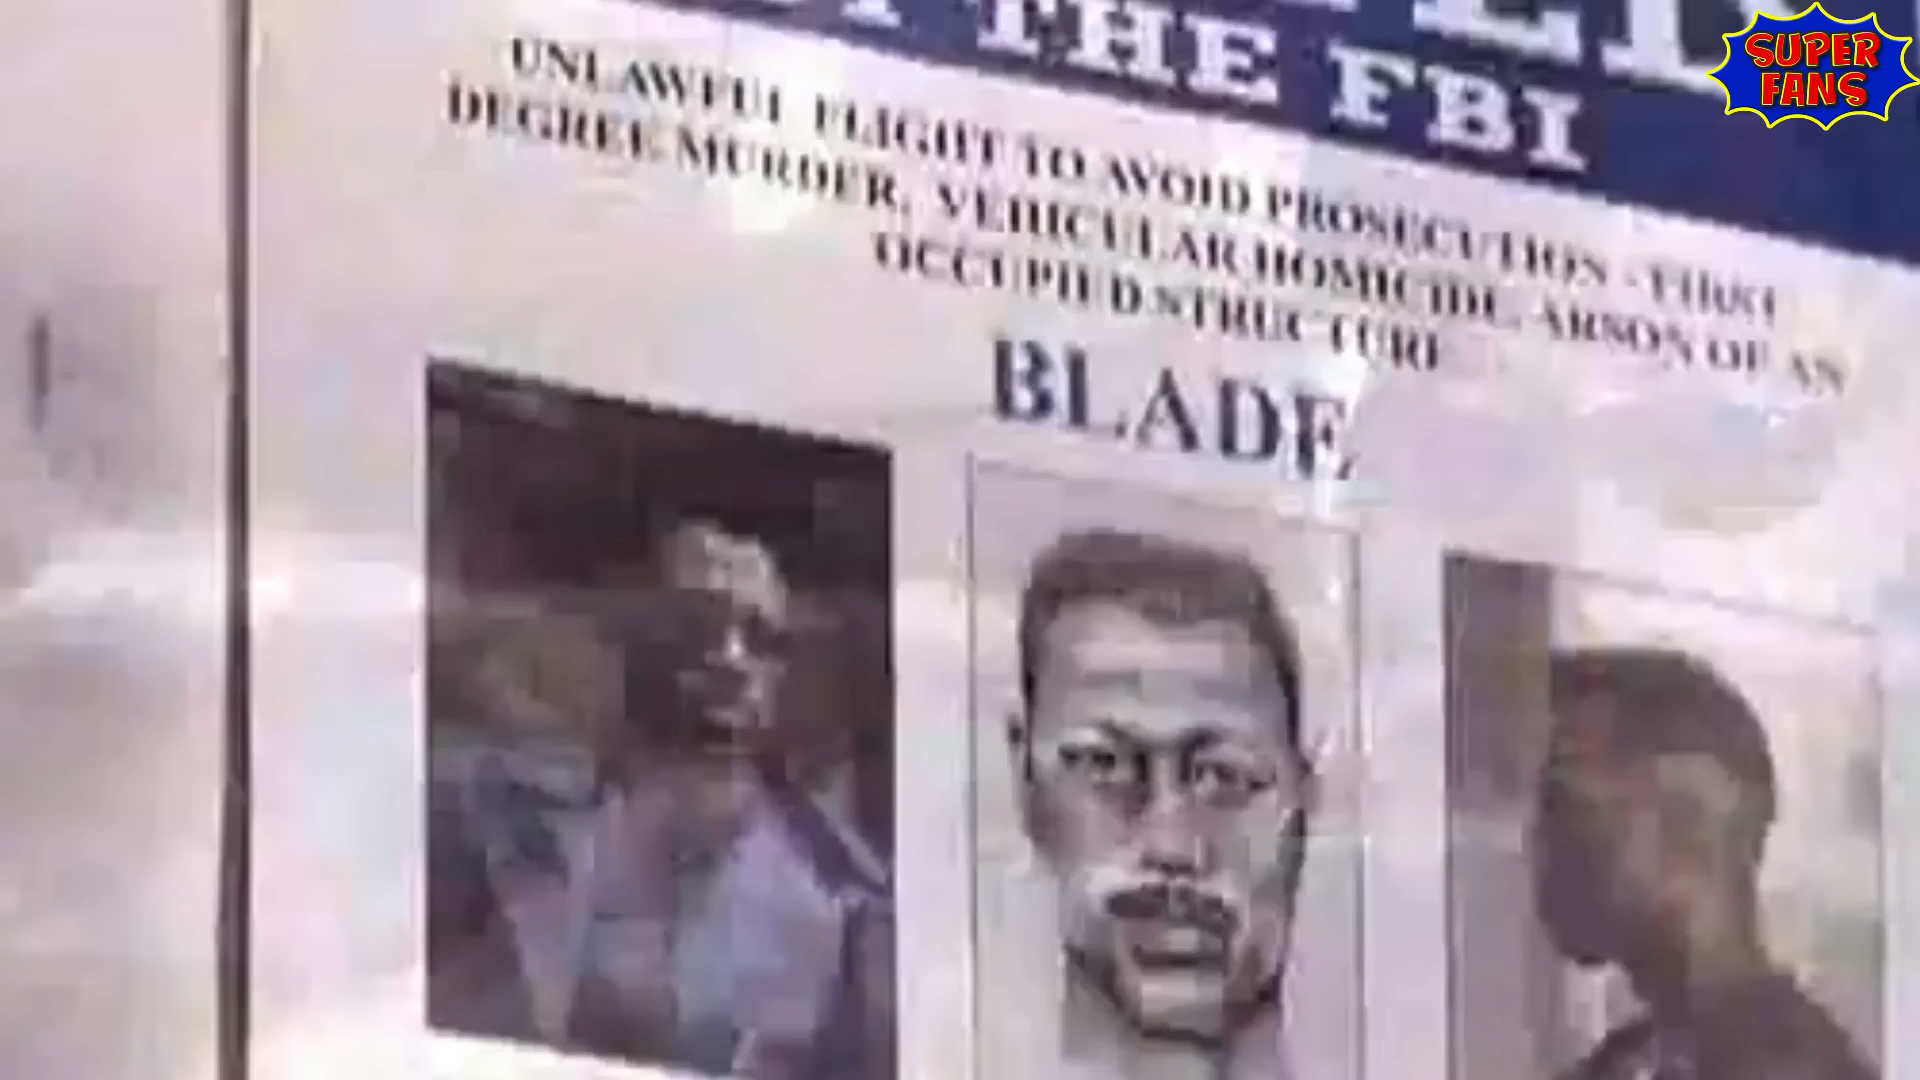 THE FBI
SUPER
FANS
UNLAWFUL FLIGHT TO AVOID PROSECUTION - FIRST
DEGREE MURDER, VEHICULAR HOMICIDE, ARSON OF AN
OCCUPIED STRUCTURE
BLADE